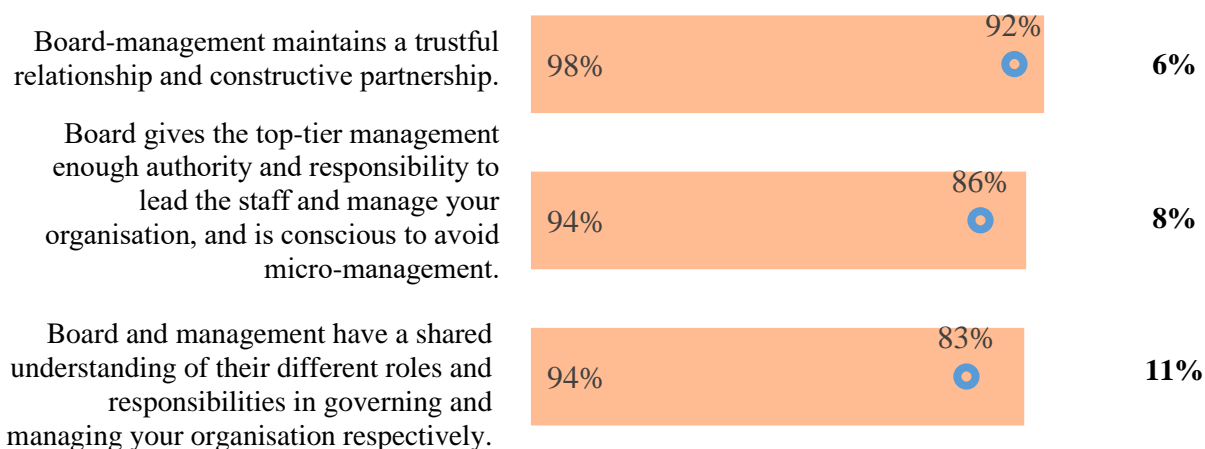 Board-management maintains a trustful
relationship and constructive partnership.
98%
92%
6%
Board gives the top-tier management
enough authority and responsibility to
lead the staff and manage your
organisation, and is conscious to avoid
micro-management.
94%
86%
8%
Board and management have a shared
understanding of their different roles and
responsibilities in governing and
managing your organisation respectively.
94%
83%
11%